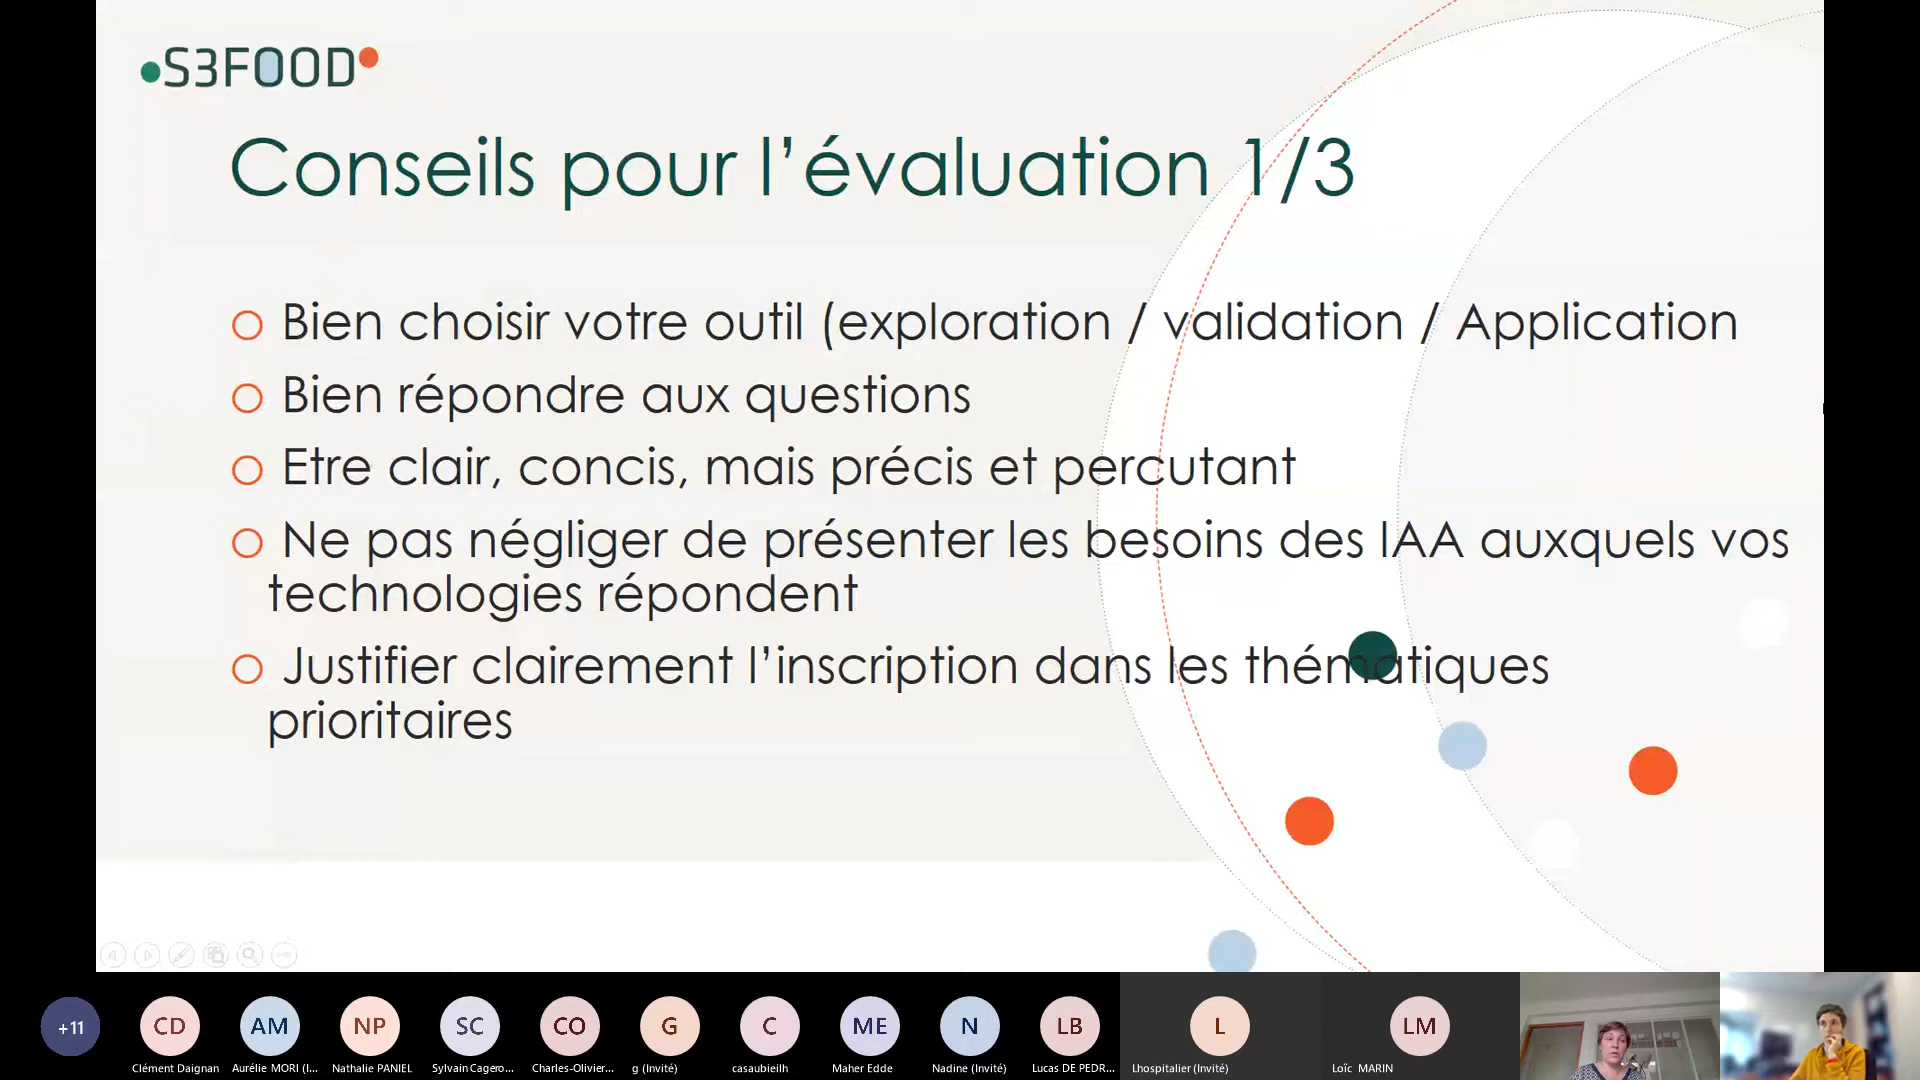 S3FOOD
Conseils pour l’évaluation 1/3
Bien choisir votre outil (exploration / validation / Application
Bien répondre aux questions
Etre clair, concis, mais précis et percutant
Ne pas négliger de présenter les besoins des IAA auxquels vos
technologies répondent
Justifier clairement l’inscription dans les thématiques
prioritaires
+11
CD
AM
NP
SC
CO
G
C
ME
N
LB
L
LM
Clément Daignan
Aurélie MORI (I...
Nathalie PANIEL
Sylvain Cagero...
Charles-Olivier...
g (Invité)
casaubieilh
Maher Edde
Nadine (Invité)
Lucas DE PEDR...
Lhospitalier (Invité)
Loïc MARIN